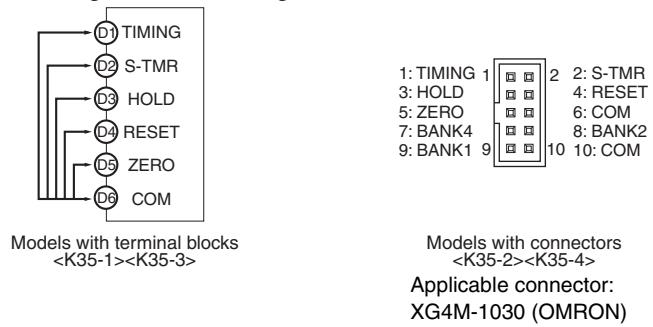 D1 TIMING
D2 S-TMR
D3 HOLD
D4 RESET
D5 ZERO
D6 COM
Models with terminal blocks
<K35-1><K35-3>
1: TIMING 1 2 2: S-TMR
3: HOLD 4: RESET
5: ZERO 6: COM
7: BANK4 8: BANK2
9: BANK1 9 10 10: COM
Models with connectors
<K35-2><K35-4>
Applicable connector:
XG4M-1030 (OMRON)